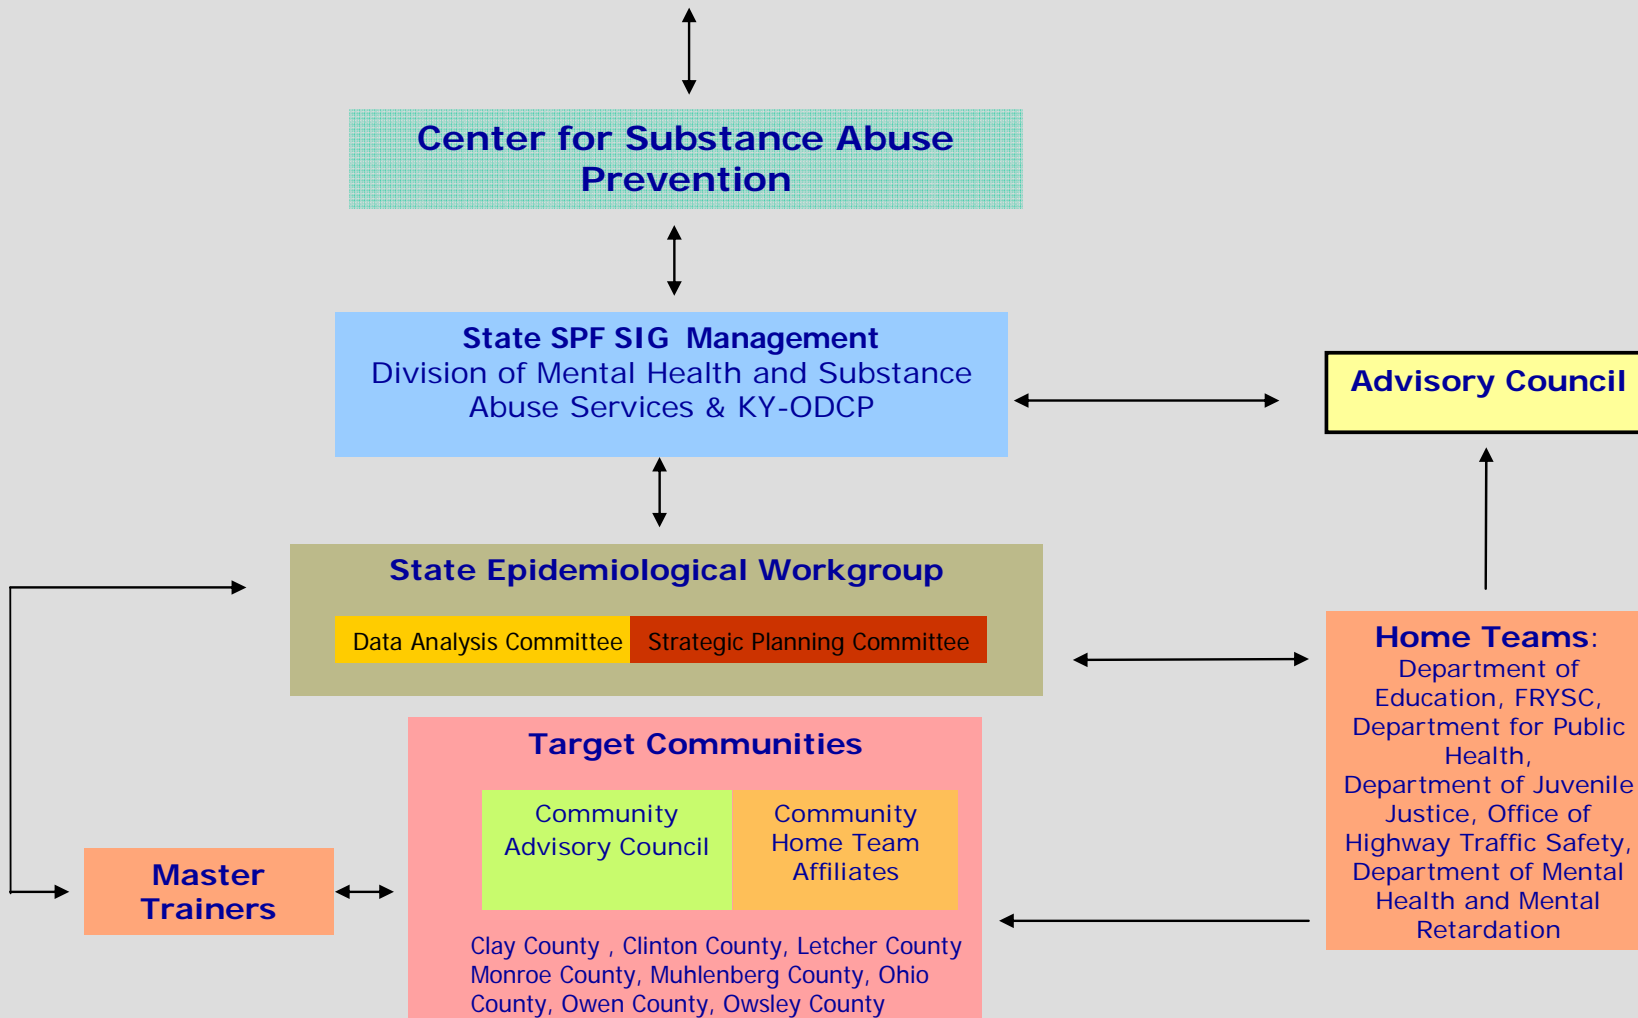 Center for Substance Abuse
Prevention
State SPF SIG Management
Division of Mental Health and Substance
Abuse Services & KY-ODCP
Advisory Council
State Epidemiological Workgroup
Data Analysis Committee
Strategic Planning Committee
Home Teams:
Department of
Education, FRYSC,
Department for Public
Health,
Department of Juvenile
Justice, Office of
Highway Traffic Safety,
Department of Mental
Health and Mental
Retardation
Target Communities
Community
Advisory Council
Community
Home Team
Affiliates
Master
Trainers
Clay County , Clinton County, Letcher County
Monroe County, Muhlenberg County, Ohio
County, Owen County, Owsley County